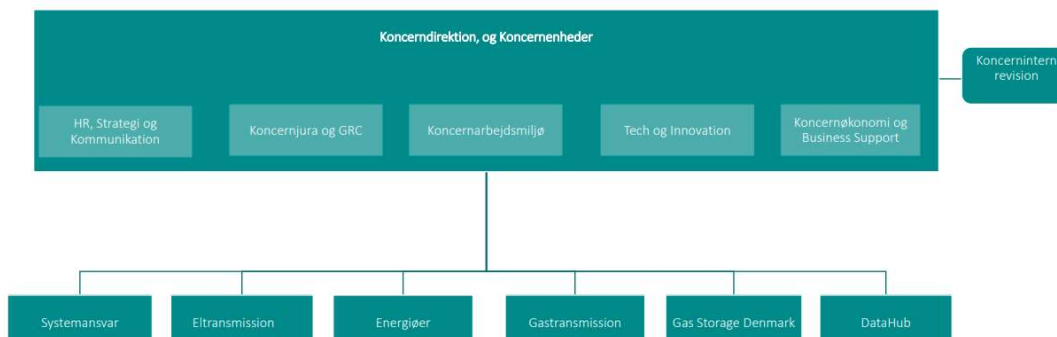 Koncerndirektion, og Koncernenheder
Koncernintern
revision
HR, Strategi og
Kommunikation
Koncernjura og GRC
Koncernarbejdsmiljø
Tech og Innovation
Koncernøkonomi og
Business Support
Systemansvar
Eltransmission
Energiøer
Gastransmission
Gas Storage Denmark
DataHub